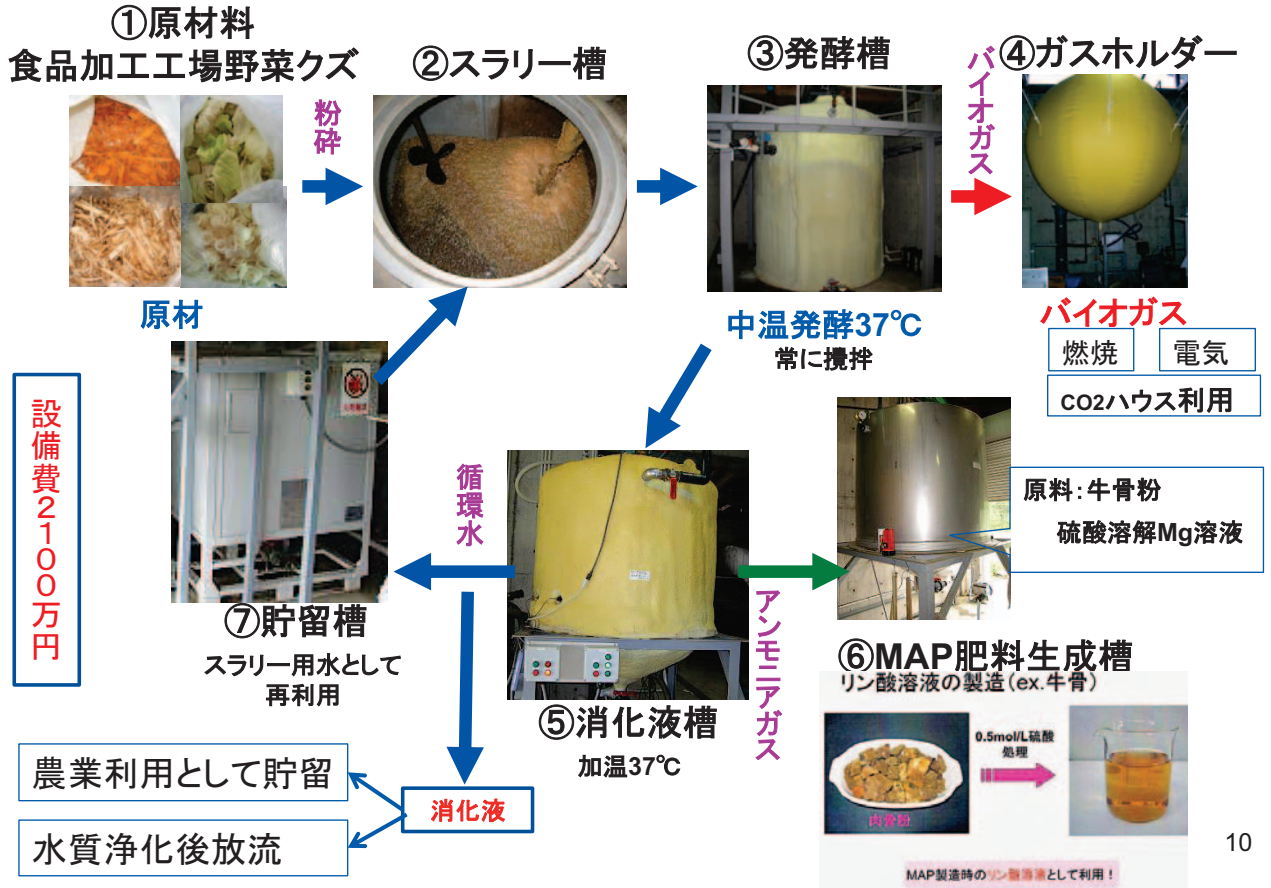 ①原材料
食品加工工場野菜クズ
粉砕
②スラリー槽
③発酵槽
バイオガス
④ガスホルダー
原材
中温発酵37℃
常に攪拌
バイオガス
燃焼
電気
CO2ハウス利用
設備費2100万円
循環水
原料：牛骨粉
硫酸溶解Mg溶液
⑦貯留槽
スラリー用水として
再利用
アンモニアガス
⑤消化液槽
加温37℃
⑥MAP肥料生成槽
リン酸溶液の製造（ex.牛骨）
0.5mol/L硫酸
処理
肉骨粉
MAP製造時のリン酸溶液として利用！
農業利用として貯留
消化液
水質浄化後放流
10